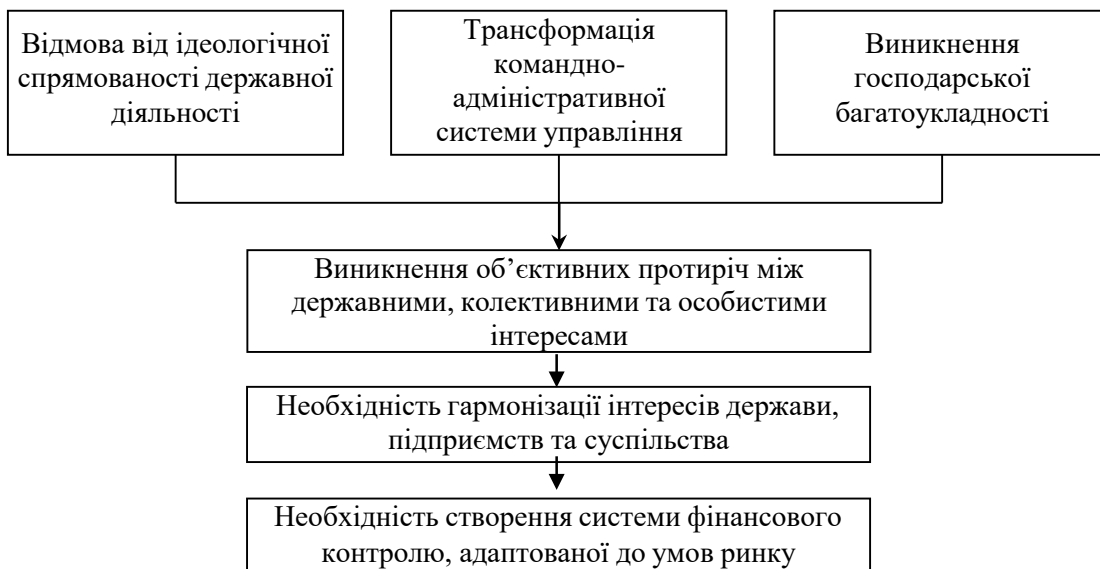 Відмова від ідеологічної
спрямованості державної
діяльності
Трансформація
командно-
адміністративної
системи управління
Виникнення
господарської
багатоукладності
Виникнення об’єктивних протиріч між
державними, колективними та особистими
інтересами
Необхідність гармонізації інтересів держави,
підприємств та суспільства
Необхідність створення системи фінансового
контролю, адаптованої до умов ринку